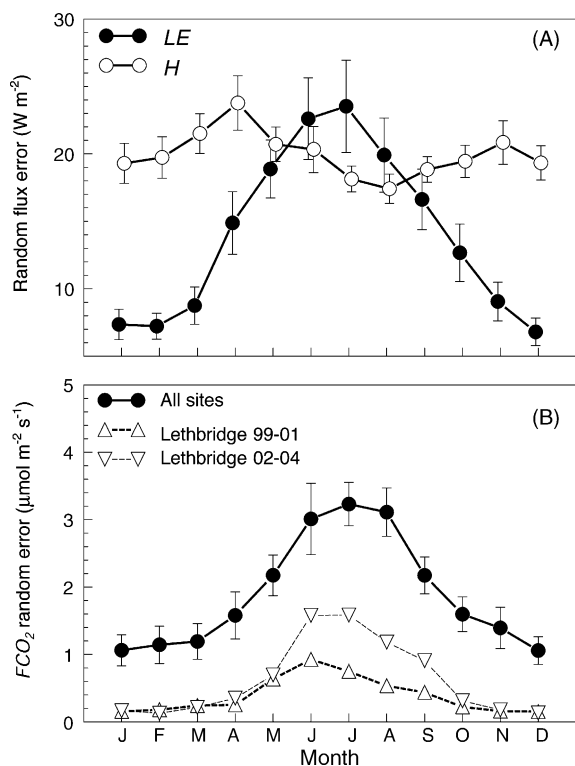 30
(A)
LE
H
20
Random flux error (W m-2)
10
5
All sites
(B)
Lethbridge 99-01
Lethbridge 02-04
4
3
FCO2 random error (μmol m-2 s-1)
2
1
0
J F M A M J J A S O N D
Month